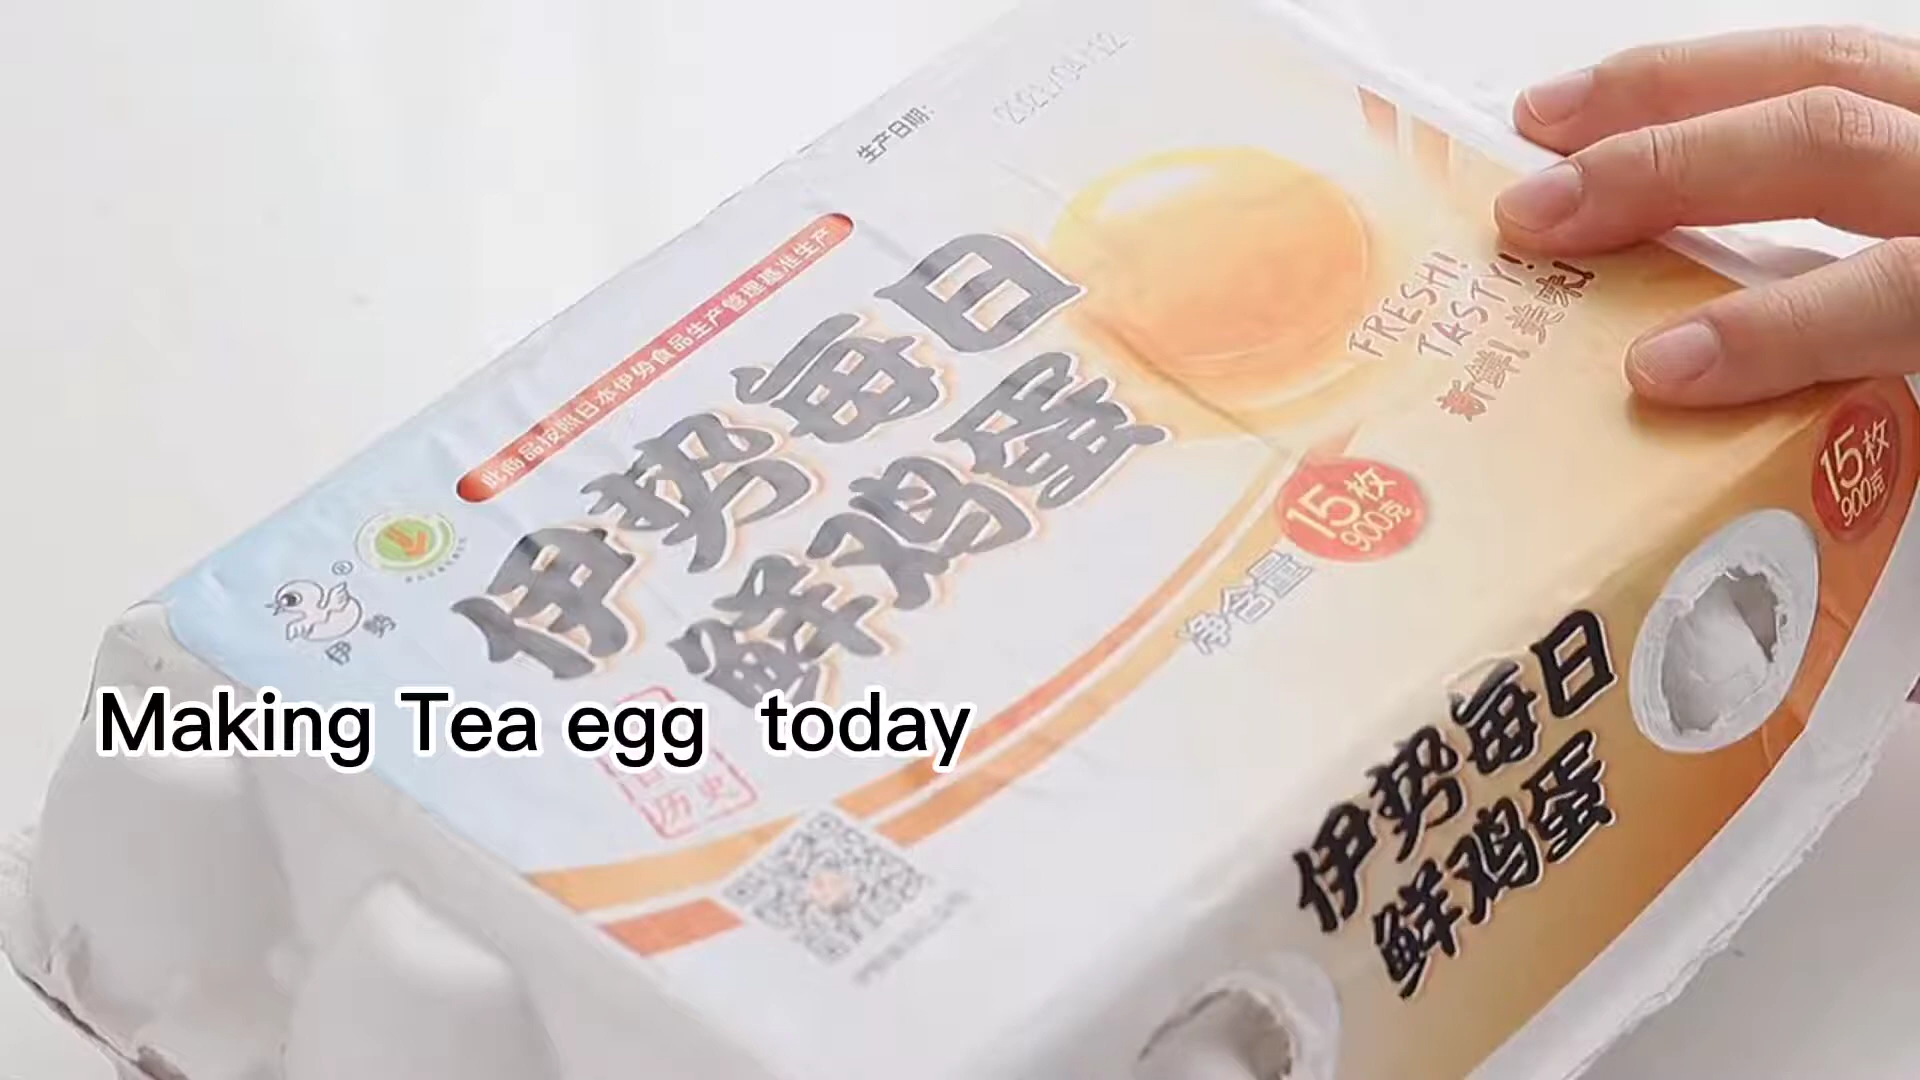 生产日期:
2021/04/12
此商品按照日本伊势食品生产管理基准生产
伊势每日
鲜鸡蛋
FRESH!
TASTY!
新鲜!美味!
15枚
900克
净含量
15枚
900克
伊势
伊势每日
鲜鸡蛋
Making Tea egg today
历史